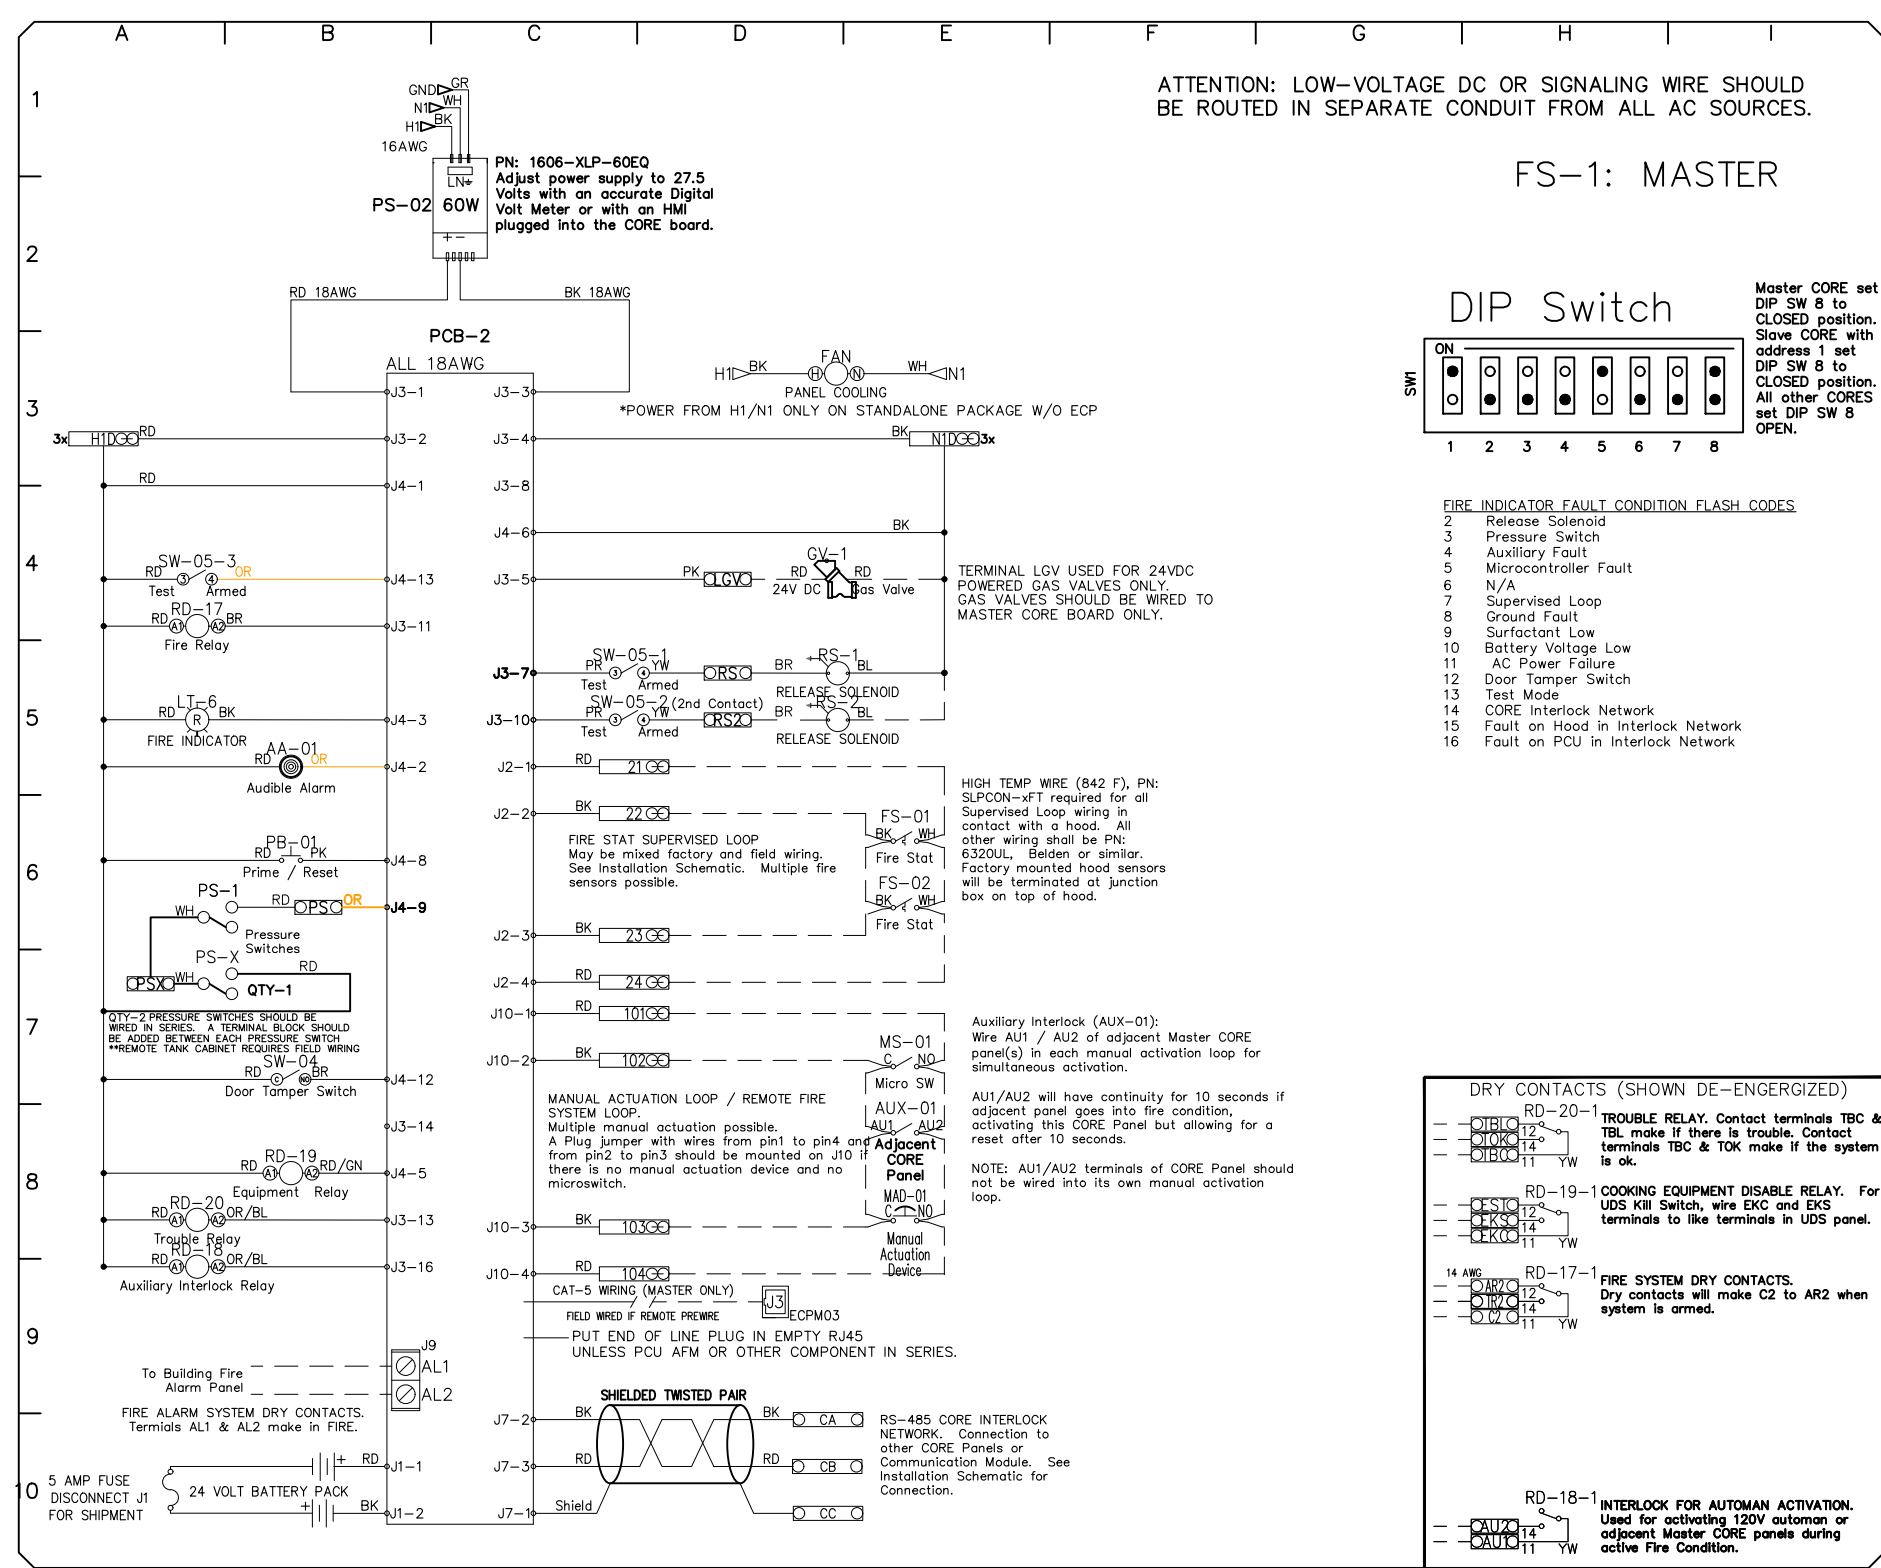 A B C D E F G H I
1
2
3
4
5
6
7
8
9
10
ATTENTION: LOW-VOLTAGE DC OR SIGNALING WIRE SHOULD
BE ROUTED IN SEPARATE CONDUIT FROM ALL AC SOURCES.
FS-1: MASTER
GND GR
N1 WH
H1 BK
16AWG
LN
PS-02 60W
+ -
PN: 1606-XLP-60EQ
Adjust power supply to 27.5
Volts with an accurate Digital
Volt Meter or with an HMI
plugged into the CORE board.
RD 18AWG
BK 18AWG
PCB-2
ALL 18AWG
DIP Switch
Master CORE set
DIP SW 8 to
CLOSED position.
Slave CORE with
address 1 set
DIP SW 8 to
CLOSED position.
All other CORES
set DIP SW 8
OPEN.
SW1
ON
1 2 3 4 5 6 7 8
H1 BK H FAN N WH N1
PANEL COOLING
*POWER FROM H1/N1 ONLY ON STANDALONE PACKAGE W/O ECP
J3-1
J3-3
3x H1D RD J3-2
J3-4 BK N1D 3x
RD J4-1
J3-8
J4-6 BK
FIRE INDICATOR FAULT CONDITION FLASH CODES
2 Release Solenoid
3 Pressure Switch
4 Auxiliary Fault
5 Microcontroller Fault
6 N/A
7 Supervised Loop
8 Ground Fault
9 Surfactant Low
10 Battery Voltage Low
11 AC Power Failure
12 Door Tamper Switch
13 Test Mode
14 CORE Interlock Network
15 Fault on Hood in Interlock Network
16 Fault on PCU in Interlock Network
SW-05-3
RD 3 4 OR J4-13
Test Armed
RD-17
RD A1 A2 BR J3-11
Fire Relay
LT-6
RD R BK J4-3
FIRE INDICATOR
AA-01
RD OR J4-2
Audible Alarm
PB-01
RD PK J4-8
Prime / Reset
PS-1
WH RD PS OR J4-9
Pressure
Switches
PS-X
PSX WH RD
QTY-1
QTY-2 PRESSURE SWITCHES SHOULD BE
WIRED IN SERIES. A TERMINAL BLOCK SHOULD
BE ADDED BETWEEN EACH PRESSURE SWITCH
**REMOTE TANK CABINET REQUIRES FIELD WIRING
SW-04
RD C NO BR J4-12
Door Tamper Switch
J3-14
RD-19
RD A1 A2 RD/GN J4-5
Equipment Relay
RD-20
RD A1 A2 OR/BL J3-13
Trouble Relay
RD-18
RD A1 A2 OR/BL J3-16
Auxiliary Interlock Relay
J9
AL1
AL2
To Building Fire
Alarm Panel
FIRE ALARM SYSTEM DRY CONTACTS.
Termials AL1 & AL2 make in FIRE.
+ RD J1-1
5 AMP FUSE
DISCONNECT J1
FOR SHIPMENT
24 VOLT BATTERY PACK
+ BK J1-2
J3-5 PK LGV RD GV-1 RD
24V DC Gas Valve
TERMINAL LGV USED FOR 24VDC
POWERED GAS VALVES ONLY.
GAS VALVES SHOULD BE WIRED TO
MASTER CORE BOARD ONLY.
J3-7 PR SW-05-1 3 4 YW RS BR RS-1 BL
Test Armed
RELEASE SOLENOID
J3-10 PR SW-05-2 (2nd Contact) 3 4 YW RS2 BR RS-2 BL
Test Armed
RELEASE SOLENOID
J2-1 RD 21
J2-2 BK 22
FIRE STAT SUPERVISED LOOP
May be mixed factory and field wiring.
See Installation Schematic. Multiple fire
sensors possible.
FS-01
BK WH
Fire Stat
FS-02
BK WH
Fire Stat
HIGH TEMP WIRE (842 F), PN:
SLPCON-xFT required for all
Supervised Loop wiring in
contact with a hood. All
other wiring shall be PN:
6320UL, Belden or similar.
Factory mounted hood sensors
will be terminated at junction
box on top of hood.
J2-3 BK 23
J2-4 RD 24
J10-1 RD 101
J10-2 BK 102
MS-01
C NO
Micro SW
AUX-01
AU1 AU2
Adjacent
CORE
Panel
MAD-01
C NO
Manual
Actuation
Device
MANUAL ACTUATION LOOP / REMOTE FIRE
SYSTEM LOOP.
Multiple manual actuation possible.
A Plug jumper with wires from pin1 to pin4 and
from pin2 to pin3 should be mounted on J10 if
there is no manual actuation device and no
microswitch.
Auxiliary Interlock (AUX-01):
Wire AU1 / AU2 of adjacent Master CORE
panel(s) in each manual activation loop for
simultaneous activation.
AU1/AU2 will have continuity for 10 seconds if
adjacent panel goes into fire condition,
activating this CORE Panel but allowing for a
reset after 10 seconds.
NOTE: AU1/AU2 terminals of CORE Panel should
not be wired into its own manual activation
loop.
J10-3 BK 103
J10-4 RD 104
CAT-5 WIRING (MASTER ONLY)
FIELD WIRED IF REMOTE PREWIRE
J3
ECPM03
PUT END OF LINE PLUG IN EMPTY RJ45
UNLESS PCU AFM OR OTHER COMPONENT IN SERIES.
SHIELDED TWISTED PAIR
J7-2 BK BK CA
J7-3 RD RD CB
J7-1 Shield CC
RS-485 CORE INTERLOCK
NETWORK. Connection to
other CORE Panels or
Communication Module. See
Installation Schematic for
Connection.
DRY CONTACTS (SHOWN DE-ENGERGIZED)
RD-20-1
TBL 12
TOK 14
TBC 11 YW
TROUBLE RELAY. Contact terminals TBC &
TBL make if there is trouble. Contact
terminals TBC & TOK make if the system
is ok.
RD-19-1
EST 12
EKS 14
EKC 11 YW
COOKING EQUIPMENT DISABLE RELAY. For
UDS Kill Switch, wire EKC and EKS
terminals to like terminals in UDS panel.
14 AWG
RD-17-1
AR2 12
TR2 14
C2 11 YW
FIRE SYSTEM DRY CONTACTS.
Dry contacts will make C2 to AR2 when
system is armed.
RD-18-1
AU2 14
AU1 11 YW
INTERLOCK FOR AUTOMAN ACTIVATION.
Used for activating 120V automan or
adjacent Master CORE panels during
active Fire Condition.